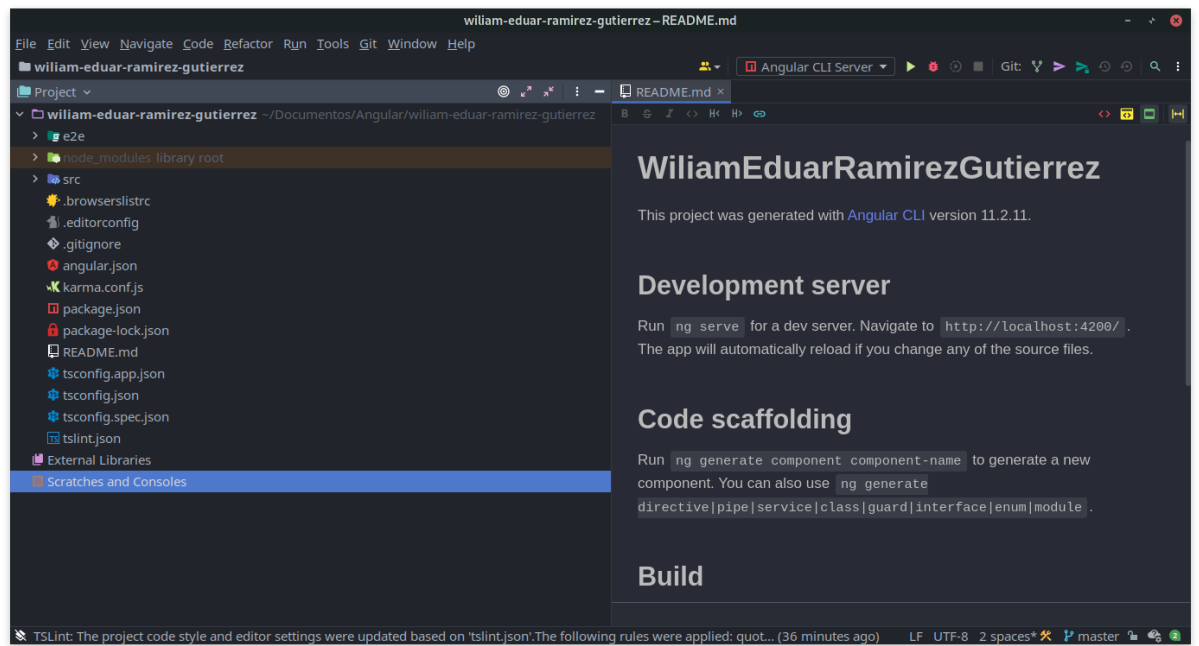 wiliam-eduar-ramirez-gutierrez – README.md
File Edit View Navigate Code Refactor Run Tools Git Window Help
wiliam-eduar-ramirez-gutierrez
Angular CLI Server
Git:
Project
README.md
wiliam-eduar-ramirez-gutierrez ~/Documentos/Angular/wiliam-eduar-ramirez-gutierrez
e2e
node_modules library root
src
.browserslistrc
.editorconfig
.gitignore
angular.json
karma.conf.js
package.json
package-lock.json
README.md
tsconfig.app.json
tsconfig.json
tsconfig.spec.json
tslint.json
External Libraries
Scratches and Consoles
WiliamEduarRamirezGutierrez
This project was generated with Angular CLI version 11.2.11.
Development server
Run ng serve for a dev server. Navigate to http://localhost:4200/ .
The app will automatically reload if you change any of the source files.
Code scaffolding
Run ng generate component component-name to generate a new
component. You can also use ng generate
directive|pipe|service|class|guard|interface|enum|module .
Build
TSLint: The project code style and editor settings were updated based on 'tslint.json'.The following rules were applied: quot... (36 minutes ago)
LF UTF-8 2 spaces* master 2